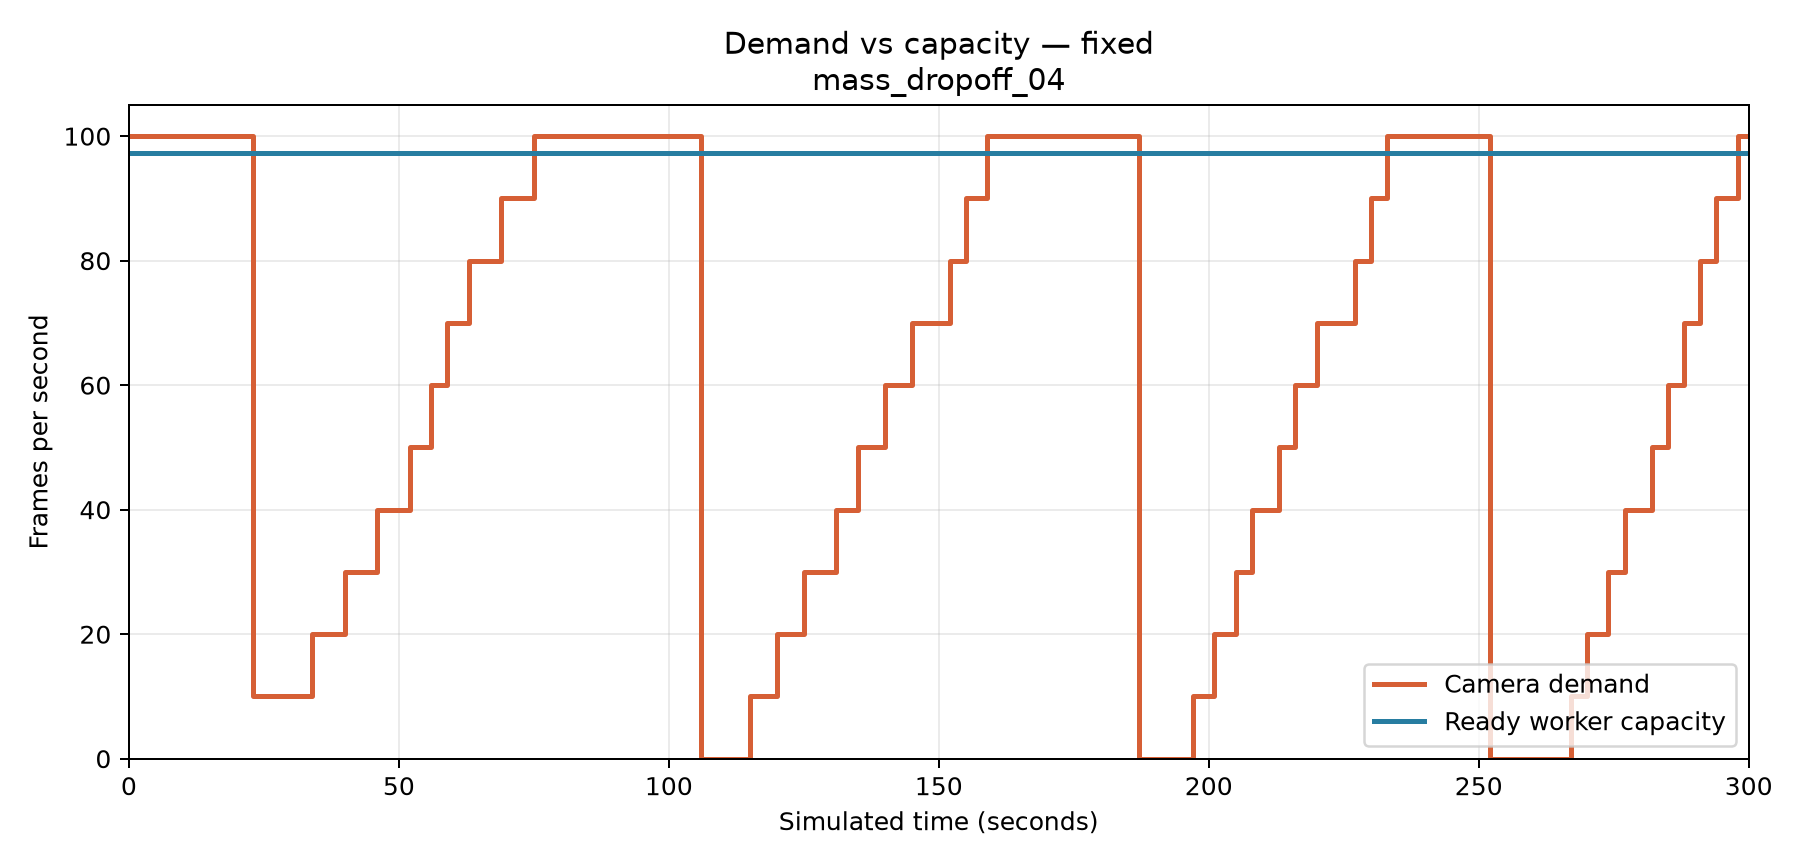 Demand vs capacity — fixed
mass_dropoff_04
Frames per second
100
80
60
40
20
0
0 50 100 150 200 250 300
Simulated time (seconds)
Camera demand
Ready worker capacity